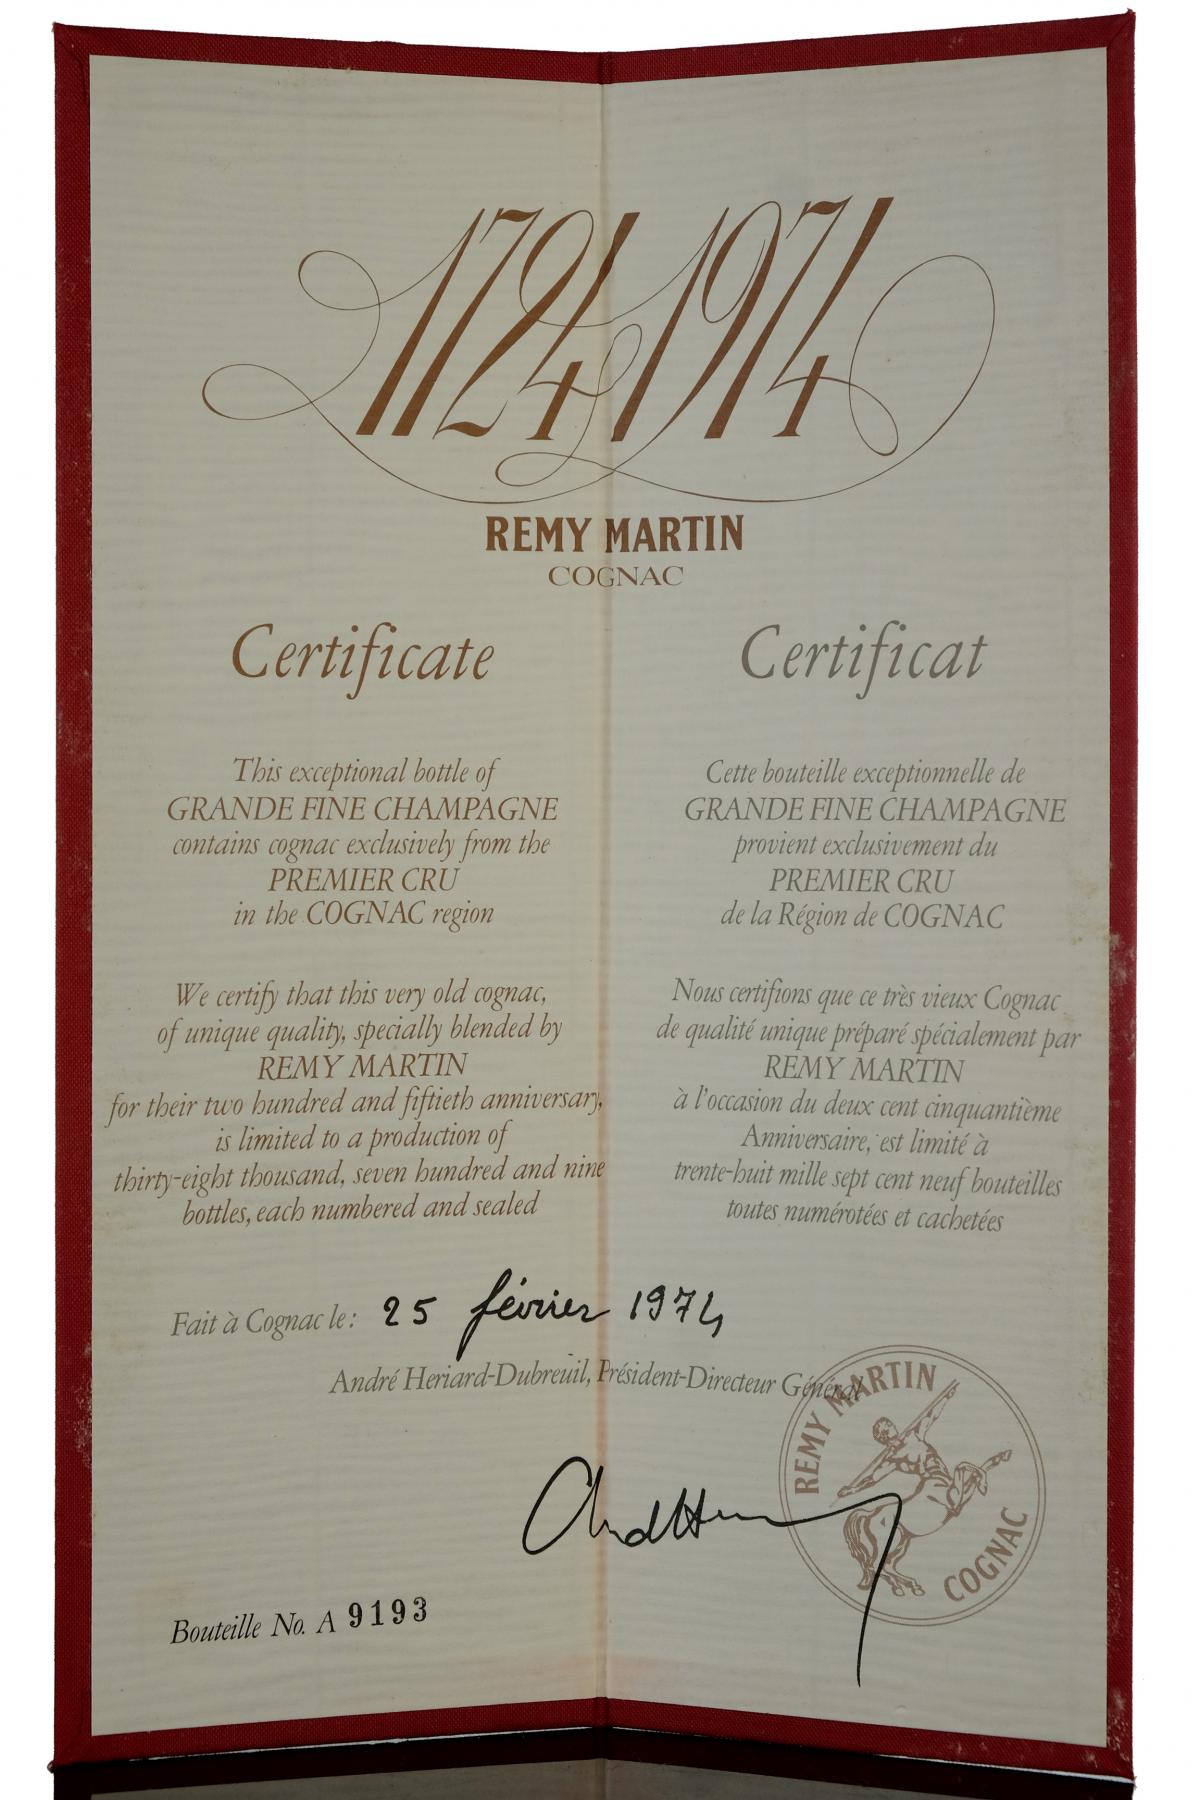 1724 1974
REMY MARTIN
COGNAC
Certificate
This exceptional bottle of
GRANDE FINE CHAMPAGNE
contains cognac exclusively from the
PREMIER CRU
in the COGNAC region
We certify that this very old cognac,
of unique quality, specially blended by
REMY MARTIN
for their two hundred and fiftieth anniversary,
is limited to a production of
thirty-eight thousand, seven hundred and nine
bottles, each numbered and sealed
Certificat
Cette bouteille exceptionnelle de
GRANDE FINE CHAMPAGNE
provient exclusivement du
PREMIER CRU
de la Région de COGNAC
Nous certifions que ce très vieux Cognac
de qualité unique préparé spécialement par
REMY MARTIN
à l'occasion du deux cent cinquantième
Anniversaire, est limité à
trente-huit mille sept cent neuf bouteilles
toutes numérotées et cachetées
Fait à Cognac le: 25 février 1974
André Heriard-Dubreuil, Président-Directeur Général
REMY MARTIN
COGNAC
Bouteille No. A 9193